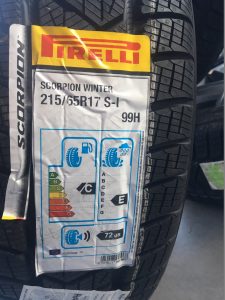 PIRELLI
SCORPION
SCORPION WINTER
215/65R17 S-I
99H
A
B
C
D
E
F
G
C
A
B
C
D
E
F
G
E
72 dB